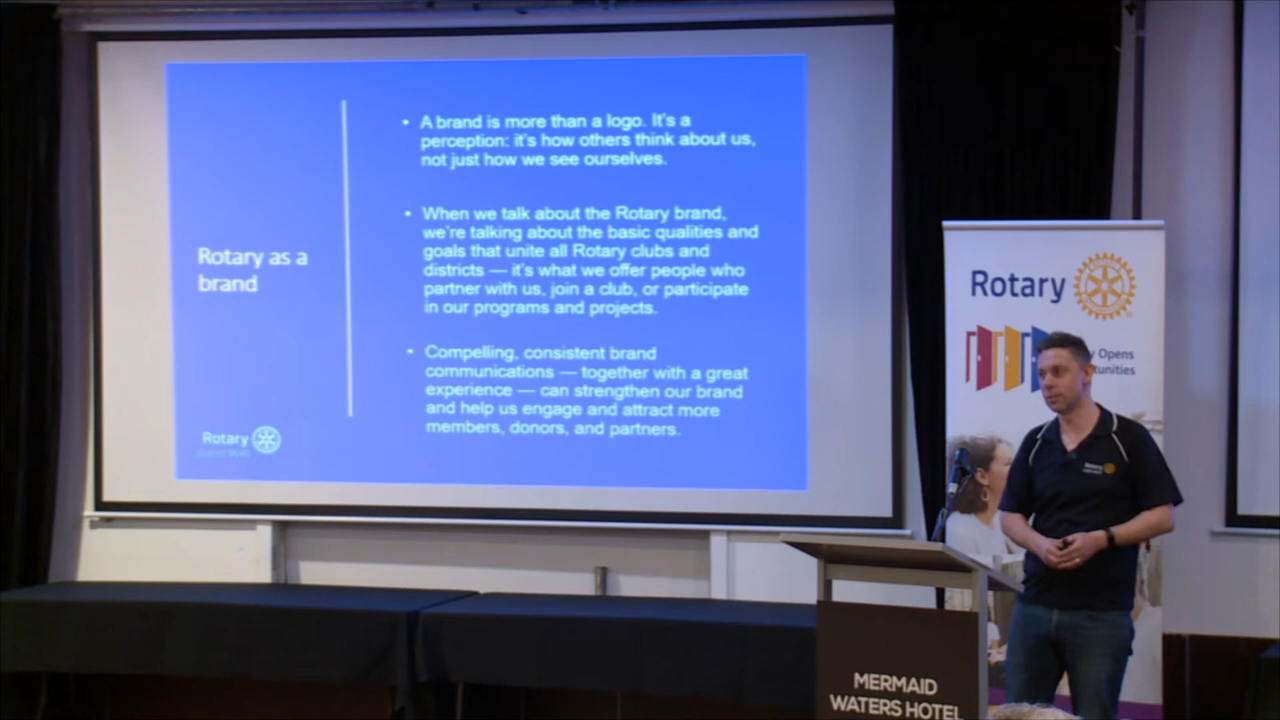 Rotary as a
brand
• A brand is more than a logo. It's a
perception: it's how others think about us,
not just how we see ourselves.
• When we talk about the Rotary brand,
we're talking about the basic qualities and
goals that unite all Rotary clubs and
districts — it's what we offer people who
partner with us, join a club, or participate
in our programs and projects.
• Compelling, consistent brand
communications — together with a great
experience — can strengthen our brand
and help us engage and attract more
members, donors, and partners.
Rotary
Rotary
Opens
Rotary
MERMAID
WATERS HOTEL